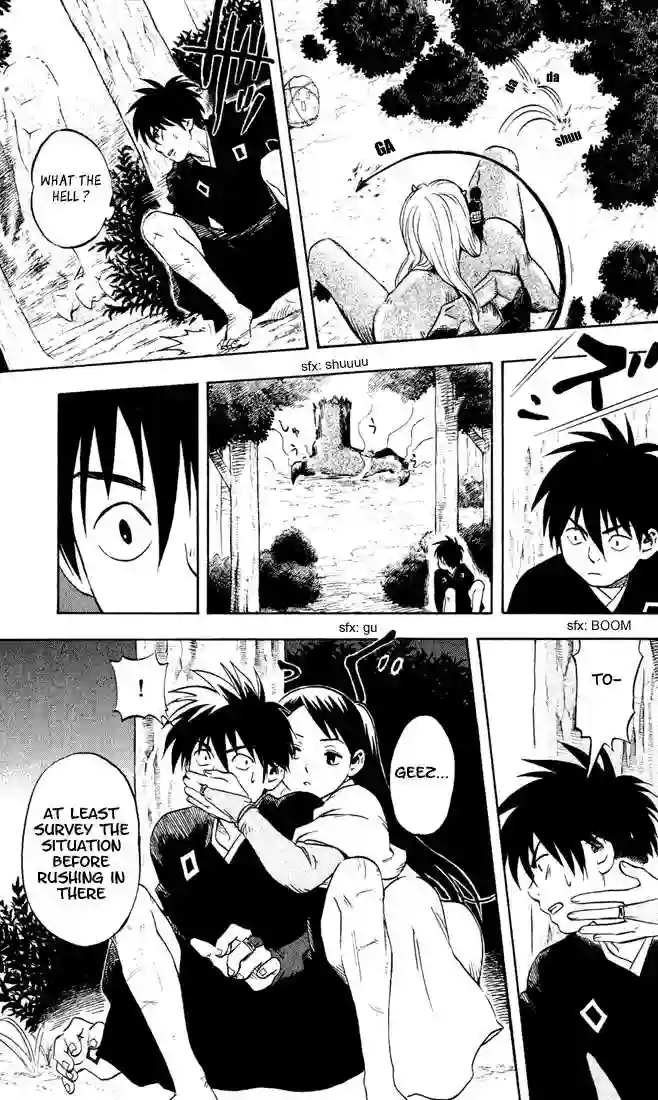 da
da
shuu
GA
WHAT THE
HELL?
sfx: shuuuu
sfx: BOOM
TO-
sfx: gu
GEEZ...
!
AT LEAST
SURVEY THE
SITUATION
BEFORE
RUSHING IN
THERE